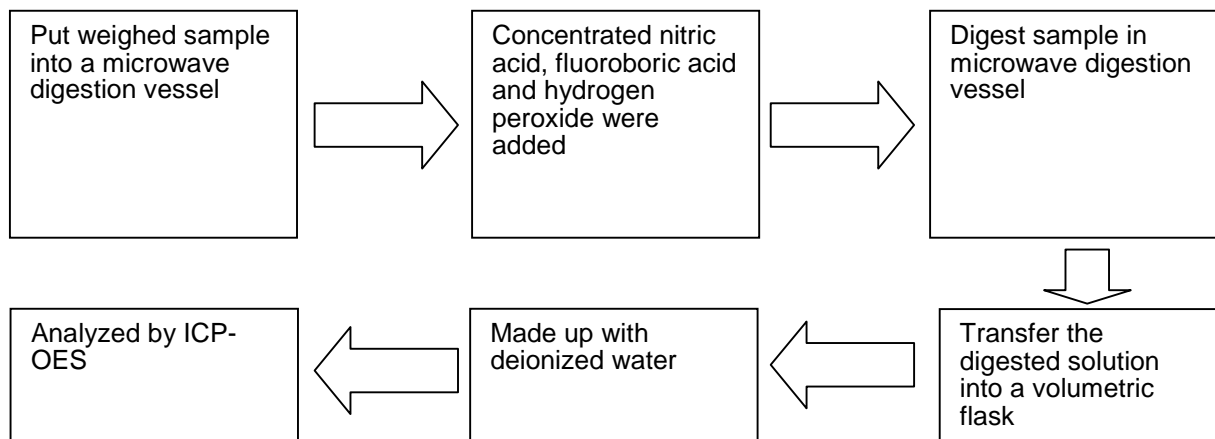 Put weighed sample
into a microwave
digestion vessel
Concentrated nitric
acid, fluoroboric acid
and hydrogen
peroxide were
added
Digest sample in
microwave digestion
vessel
Transfer the
digested solution
into a volumetric
flask
Made up with
deionized water
Analyzed by ICP-
OES